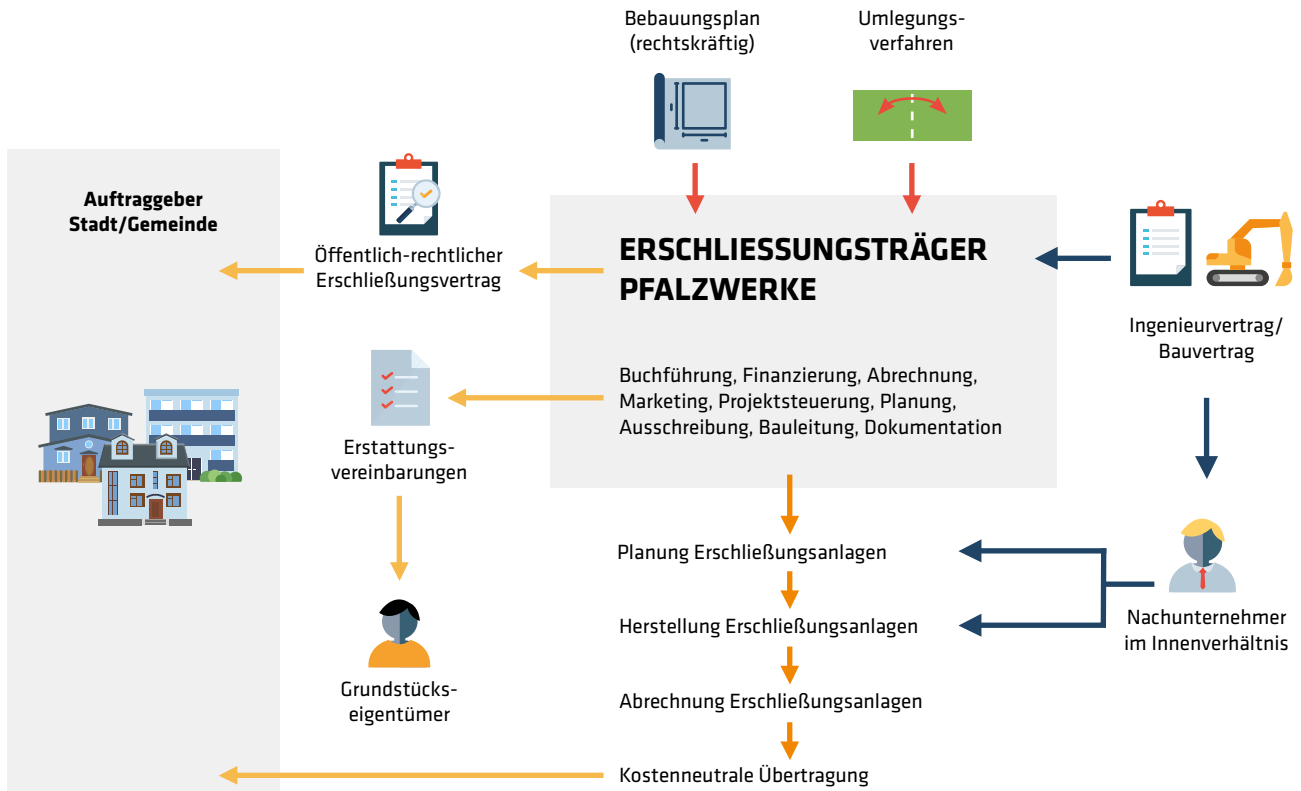 Bebauungsplan
(rechtskräftig)
Umlegungs-
verfahren
Auftraggeber
Stadt/Gemeinde
Öffentlich-rechtlicher
Erschließungsvertrag
ERSCHLIESSUNGSTRÄGER
PFALZWERKE
Ingenieurvertrag/
Bauvertrag
Buchführung, Finanzierung, Abrechnung,
Marketing, Projektsteuerung, Planung,
Ausschreibung, Bauleitung, Dokumentation
Erstattungs-
vereinbarungen
Planung Erschließungsanlagen
Herstellung Erschließungsanlagen
Nachunternehmer
im Innenverhältnis
Grundstücks-
eigentümer
Abrechnung Erschließungsanlagen
Kostenneutrale Übertragung